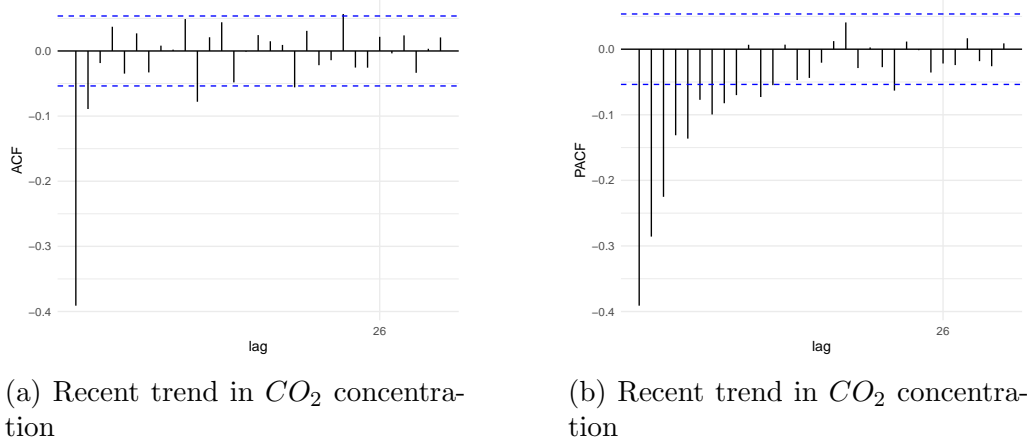 0.0
−0.1
−0.2
−0.3
−0.4
ACF
26
lag
0.0
−0.1
−0.2
−0.3
−0.4
PACF
26
lag
(a) Recent trend in CO₂ concentra-
tion
(b) Recent trend in CO₂ concentra-
tion